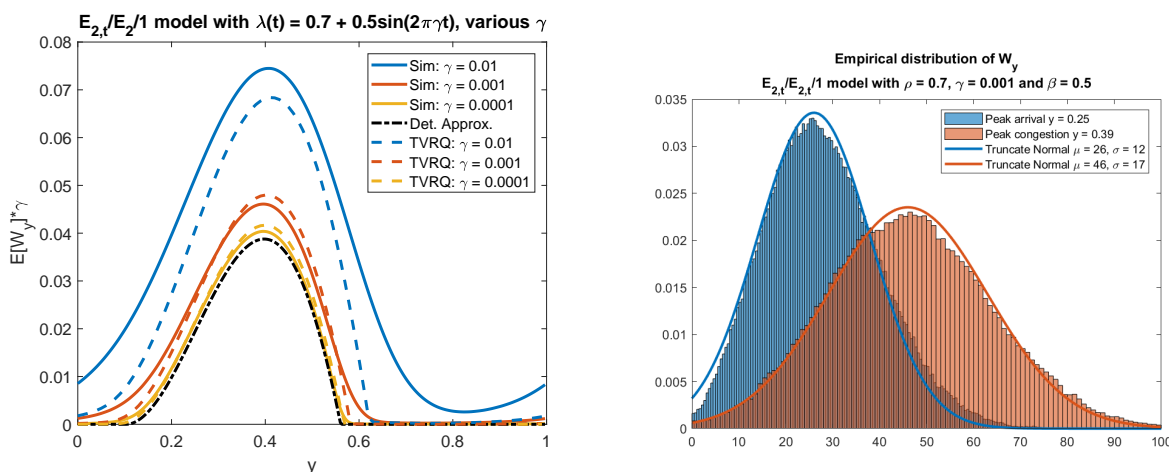 E2,t/E2/1 model with λ(t) = 0.7 + 0.5sin(2πγt), various γ
0.08
0.07
0.06
0.05
0.04
0.03
0.02
0.01
0
E[Wy]*γ
0
0.2
0.4
0.6
0.8
1
y
Sim: γ = 0.01
Sim: γ = 0.001
Sim: γ = 0.0001
Det. Approx.
TVRQ: γ = 0.01
TVRQ: γ = 0.001
TVRQ: γ = 0.0001
Empirical distribution of Wy
E2,t/E2,t/1 model with ρ = 0.7, γ = 0.001 and β = 0.5
0.035
0.03
0.025
0.02
0.015
0.01
0.005
0
0
10
20
30
40
50
60
70
80
90
100
Peak arrival y = 0.25
Peak congestion y = 0.39
Truncate Normal μ = 26, σ = 12
Truncate Normal μ = 46, σ = 17